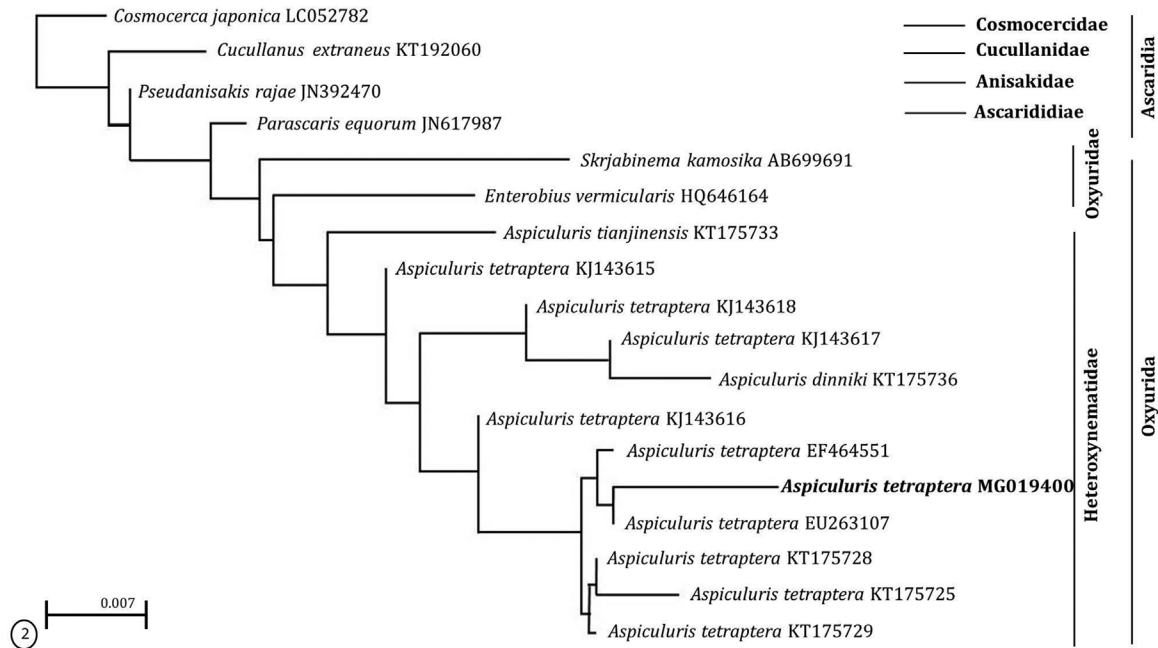 Cosmocerca japonica LC052782
Cosmocercidae
Cucullanus extraneus KT192060
Cucullanidae
Pseudanisakis rajae JN392470
Anisakidae
Parascaris equorum JN617987
Ascarididiae
Ascaridia
Skrjabinema kamosika AB699691
Enterobius vermicularis HQ646164
Oxyuridae
Aspiculuris tianjinensis KT175733
Aspiculuris tetraptera KJ143615
Aspiculuris tetraptera KJ143618
Aspiculuris tetraptera KJ143617
Aspiculuris dinniki KT175736
Aspiculuris tetraptera KJ143616
Aspiculuris tetraptera EF464551
Aspiculuris tetraptera MG019400
Aspiculuris tetraptera EU263107
Aspiculuris tetraptera KT175728
Aspiculuris tetraptera KT175725
Aspiculuris tetraptera KT175729
Heteroxynematidae
Oxyurida
0.007
2